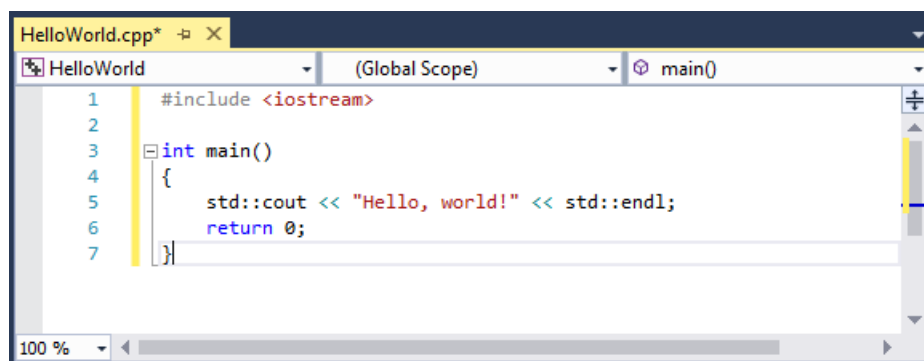 HelloWorld.cpp*
HelloWorld (Global Scope) main()
1 #include <iostream>
2
3 int main()
4 {
5     std::cout << "Hello, world!" << std::endl;
6     return 0;
7 }
100 %